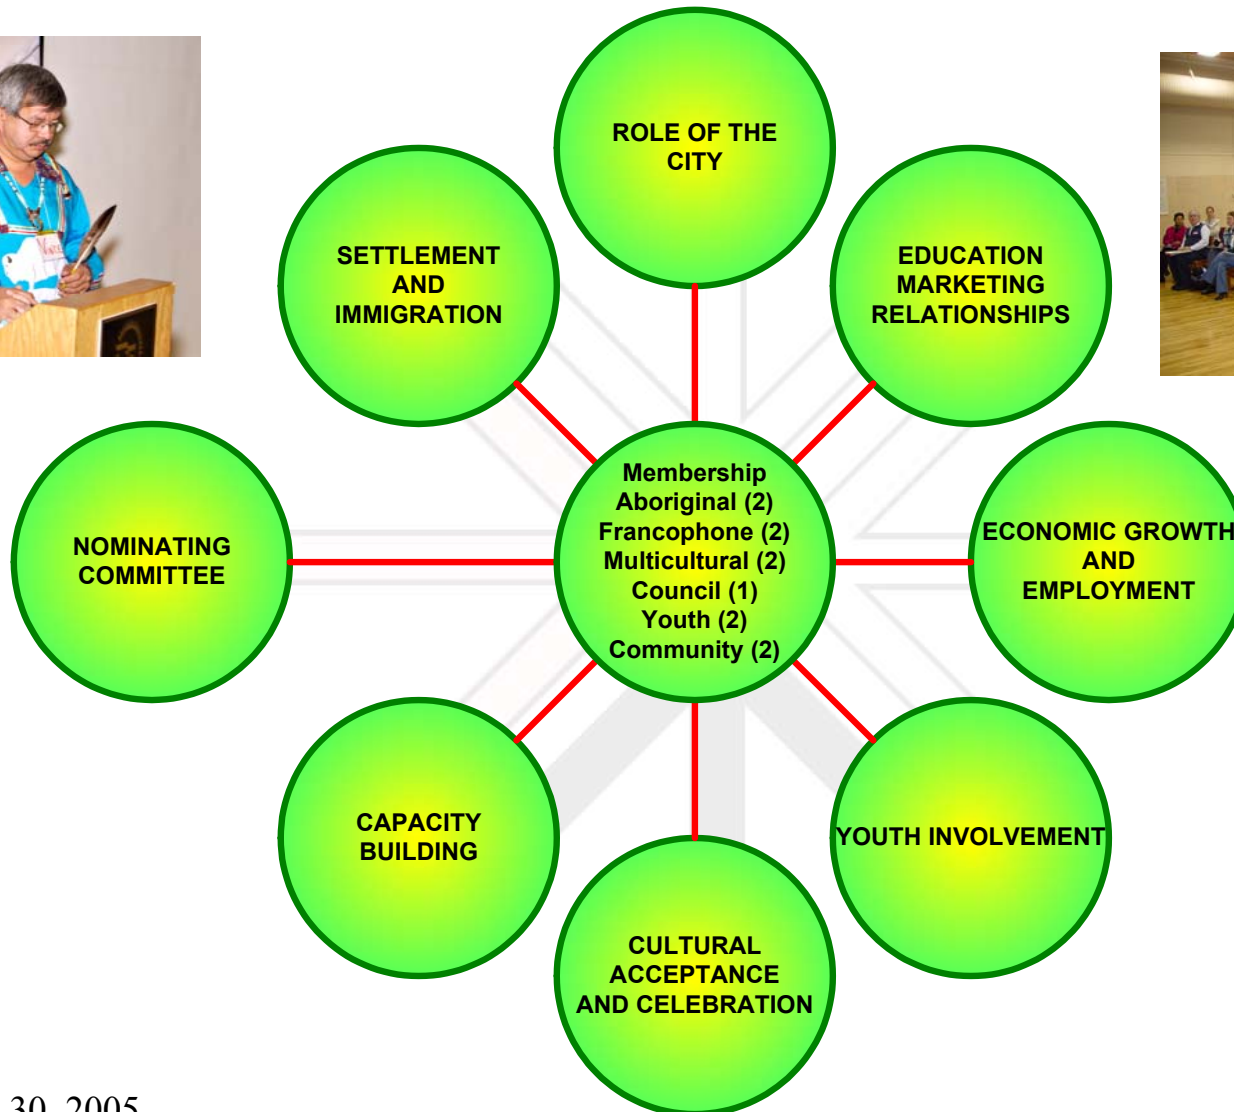 ROLE OF THE
CITY
SETTLEMENT
AND
IMMIGRATION
EDUCATION
MARKETING
RELATIONSHIPS
Membership
Aboriginal (2)
Francophone (2)
Multicultural (2)
Council (1)
Youth (2)
Community (2)
NOMINATING
COMMITTEE
ECONOMIC GROWTH
AND
EMPLOYMENT
CAPACITY
BUILDING
YOUTH INVOLVEMENT
CULTURAL
ACCEPTANCE
AND CELEBRATION
30, 2005